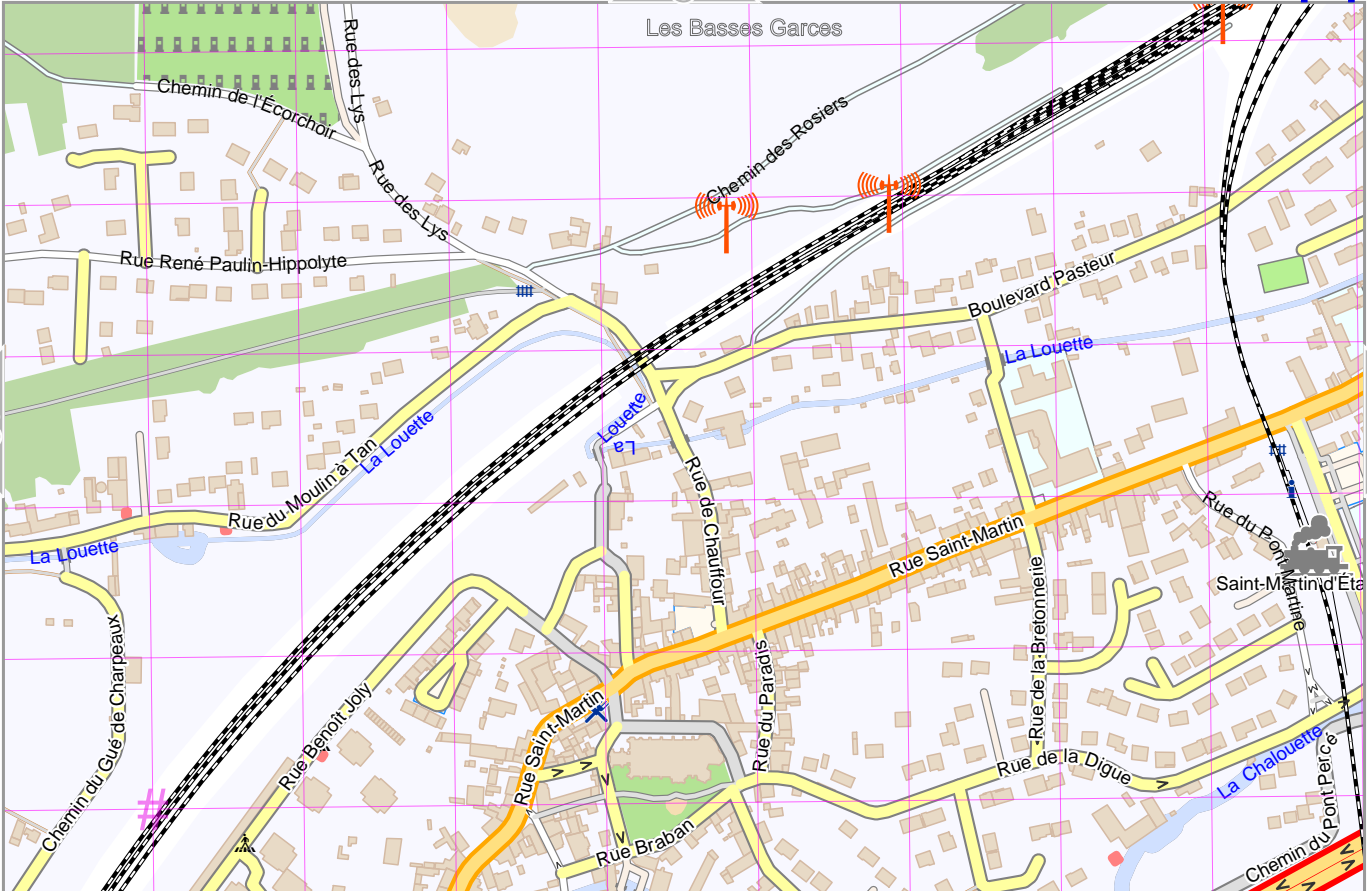 Les Basses Garces
Rue des Lys
Chemin de l'Écorchoir
Chemin des Rosiers
Rue des Lys
Rue René Paulin-Hippolyte
Boulevard Pasteur
La Louette
La Louette
La Louette
Rue du Moulin à Tan
La Louette
Rue de Chauffour
Rue Saint-Martin
Rue du Pont Martine
Saint-Martin d'Éta
Chemin du Gué de Charpeaux
Rue Benoît Joly
Rue Saint-Martin
Rue du Paradis
Rue de la Bretonnerie
Rue de la Digue
La Chalouette
Chemin du Pont Percé
Rue Braban
#